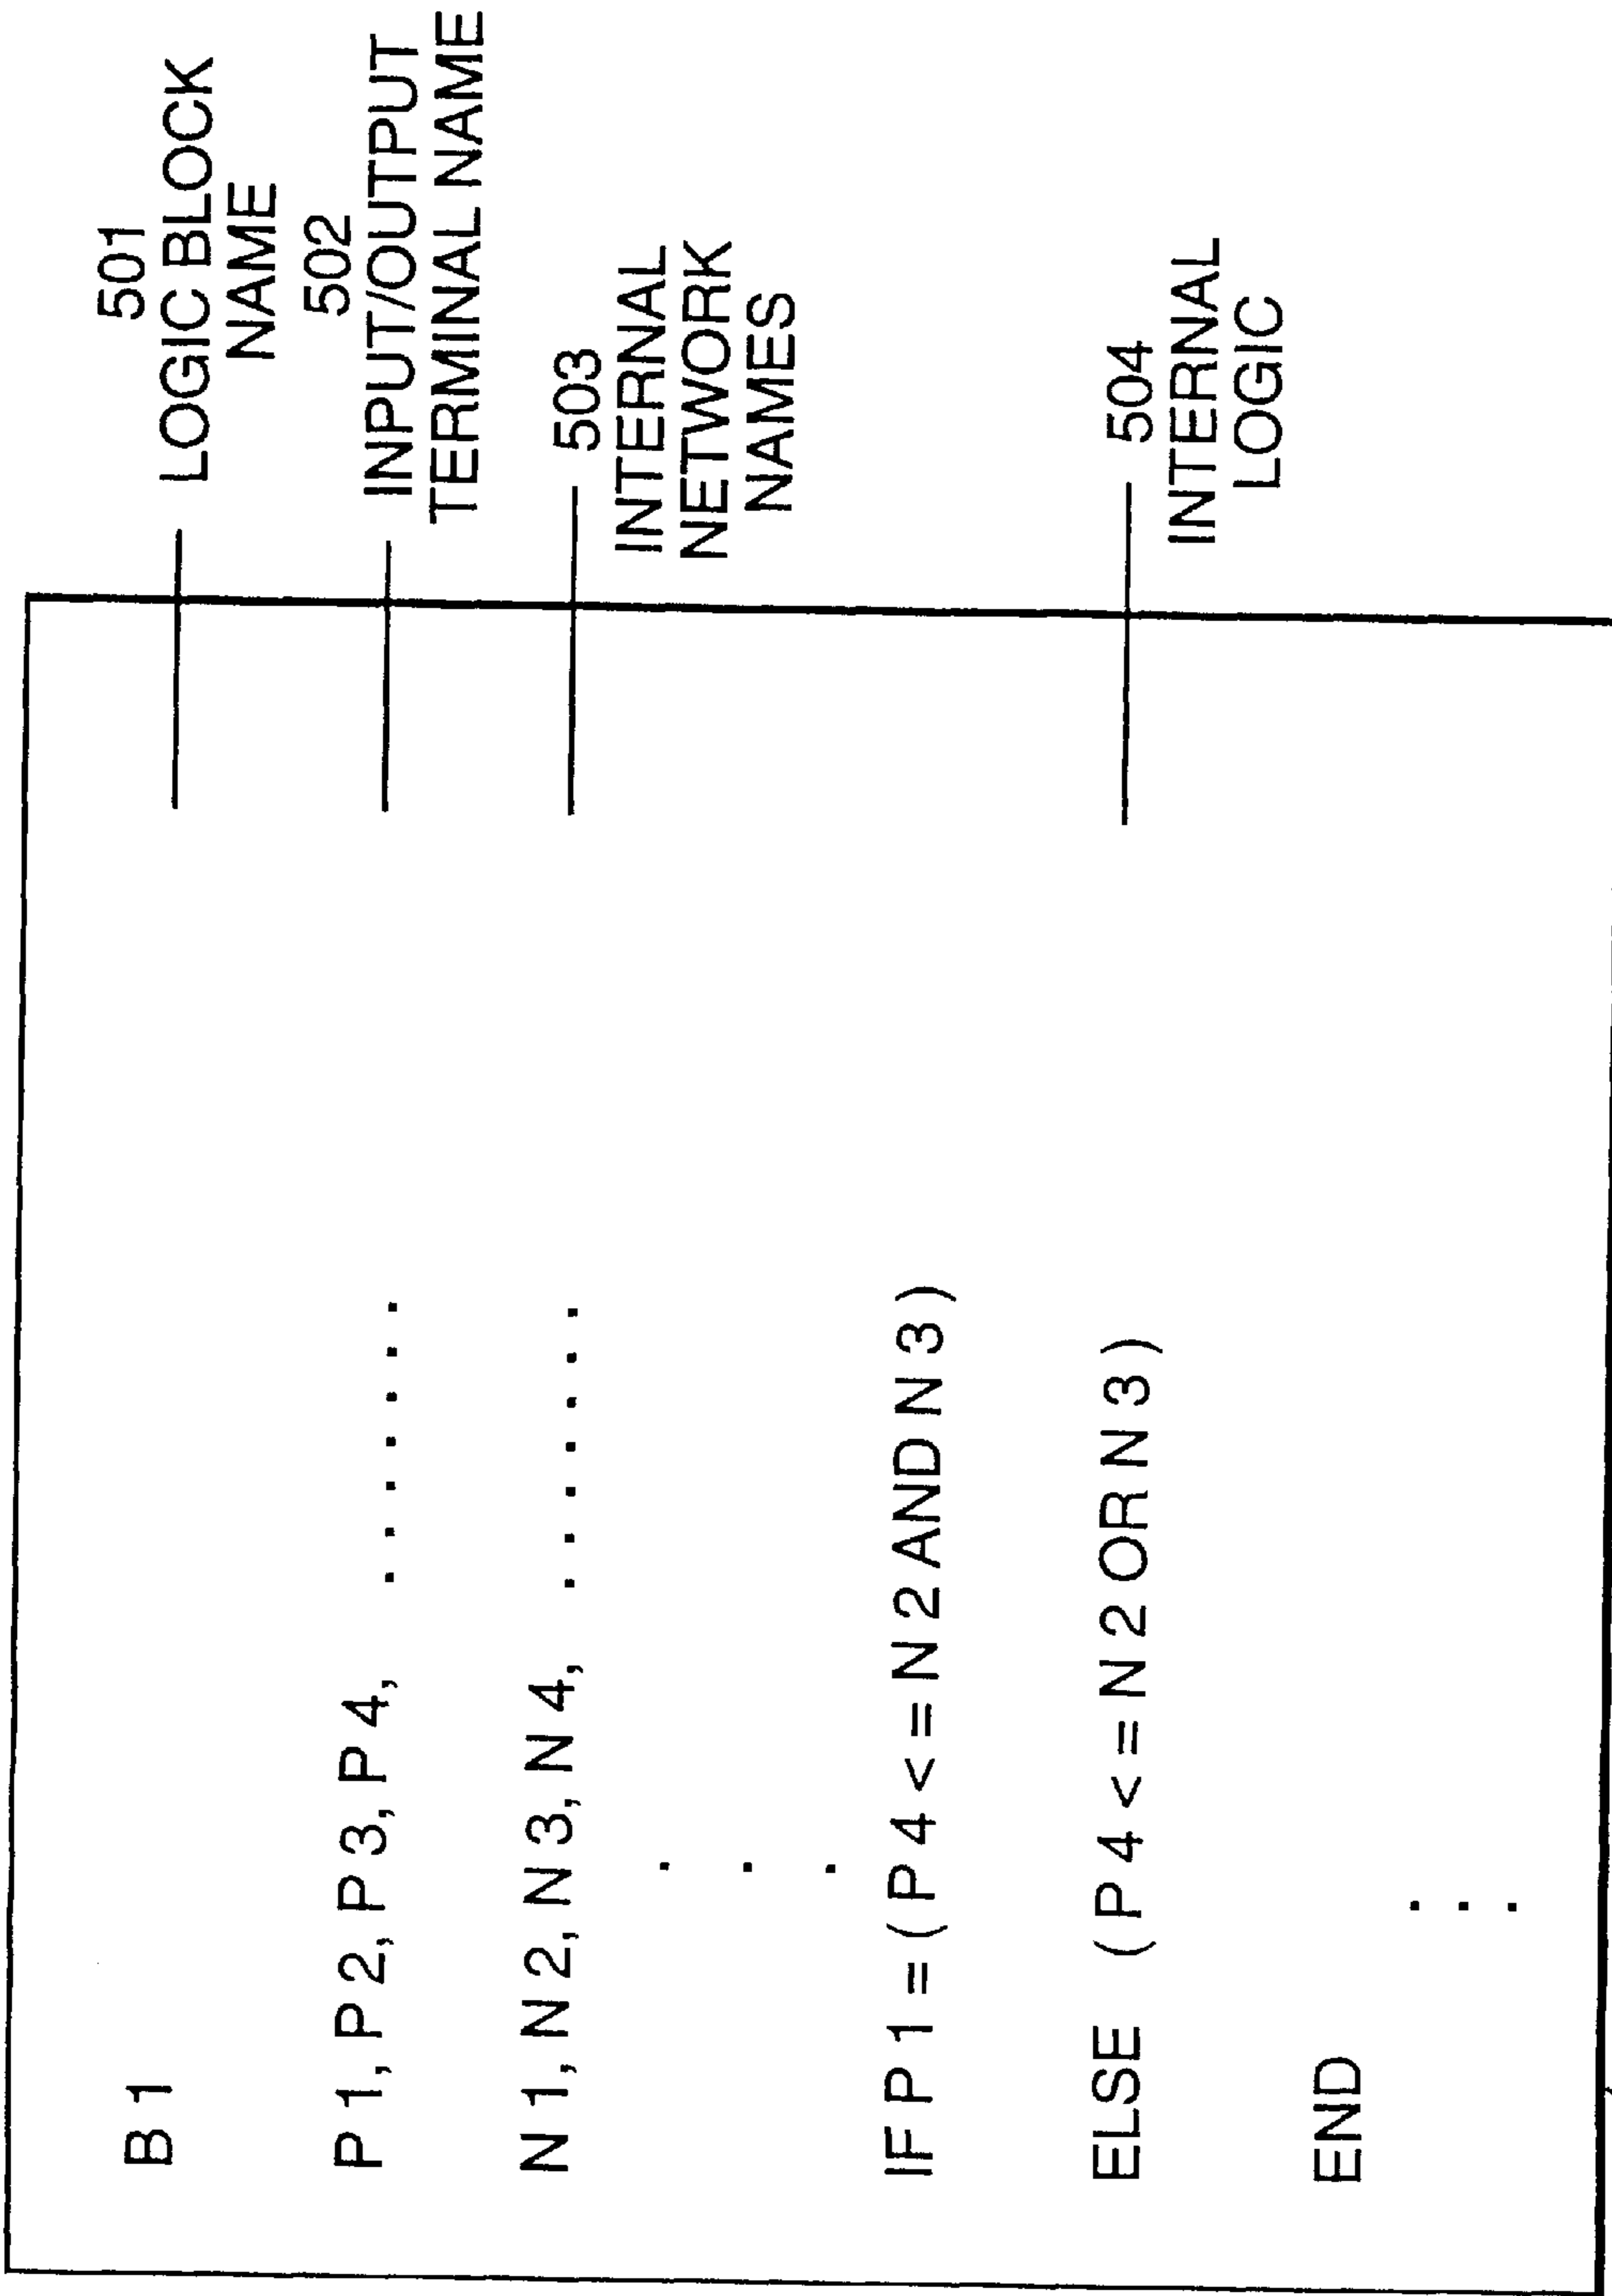 B 1
501
LOGIC BLOCK
NAME
P 1, P 2, P 3, P 4, . . . . . . .
502
INPUT/OUTPUT
TERMINAL NAME
N 1, N 2, N 3, N 4, . . . . . . .
503
INTERNAL
NETWORK
NAMES
. . .
IF P 1 = ( P 4 < = N 2 AND N 3 )
ELSE ( P 4 < = N 2 OR N 3 )
504
INTERNAL
LOGIC
END
. . .